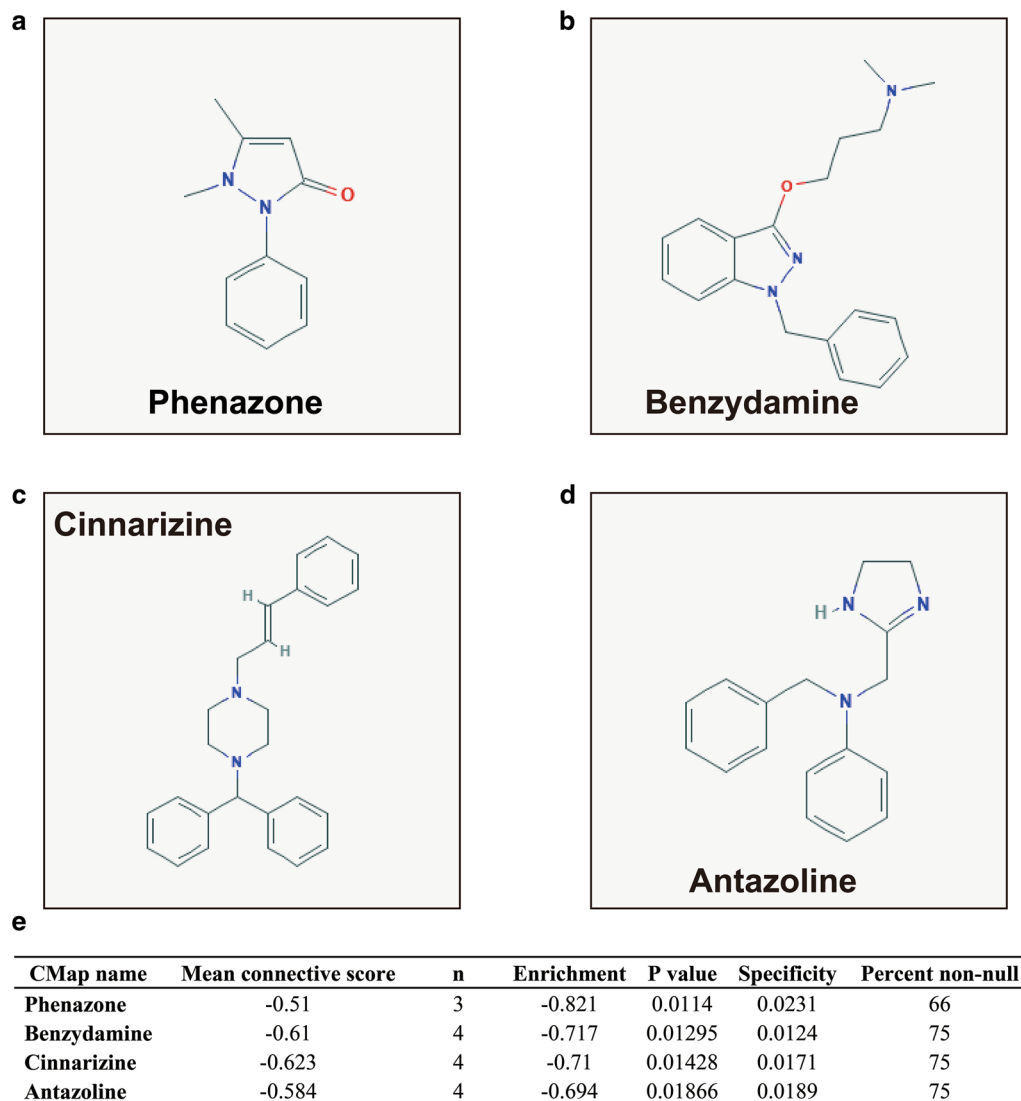 a
b
N
O
N
N
O
N
N
Phenazone
Benzydamine
c
d
Cinnarizine
H
H
N
N
H N N
N
Antazoline
e
CMap name Mean connective score n Enrichment P value Specificity Percent non-null
Phenazone -0.51 3 -0.821 0.0114 0.0231 66
Benzydamine -0.61 4 -0.717 0.01295 0.0124 75
Cinnarizine -0.623 4 -0.71 0.01428 0.0171 75
Antazoline -0.584 4 -0.694 0.01866 0.0189 75